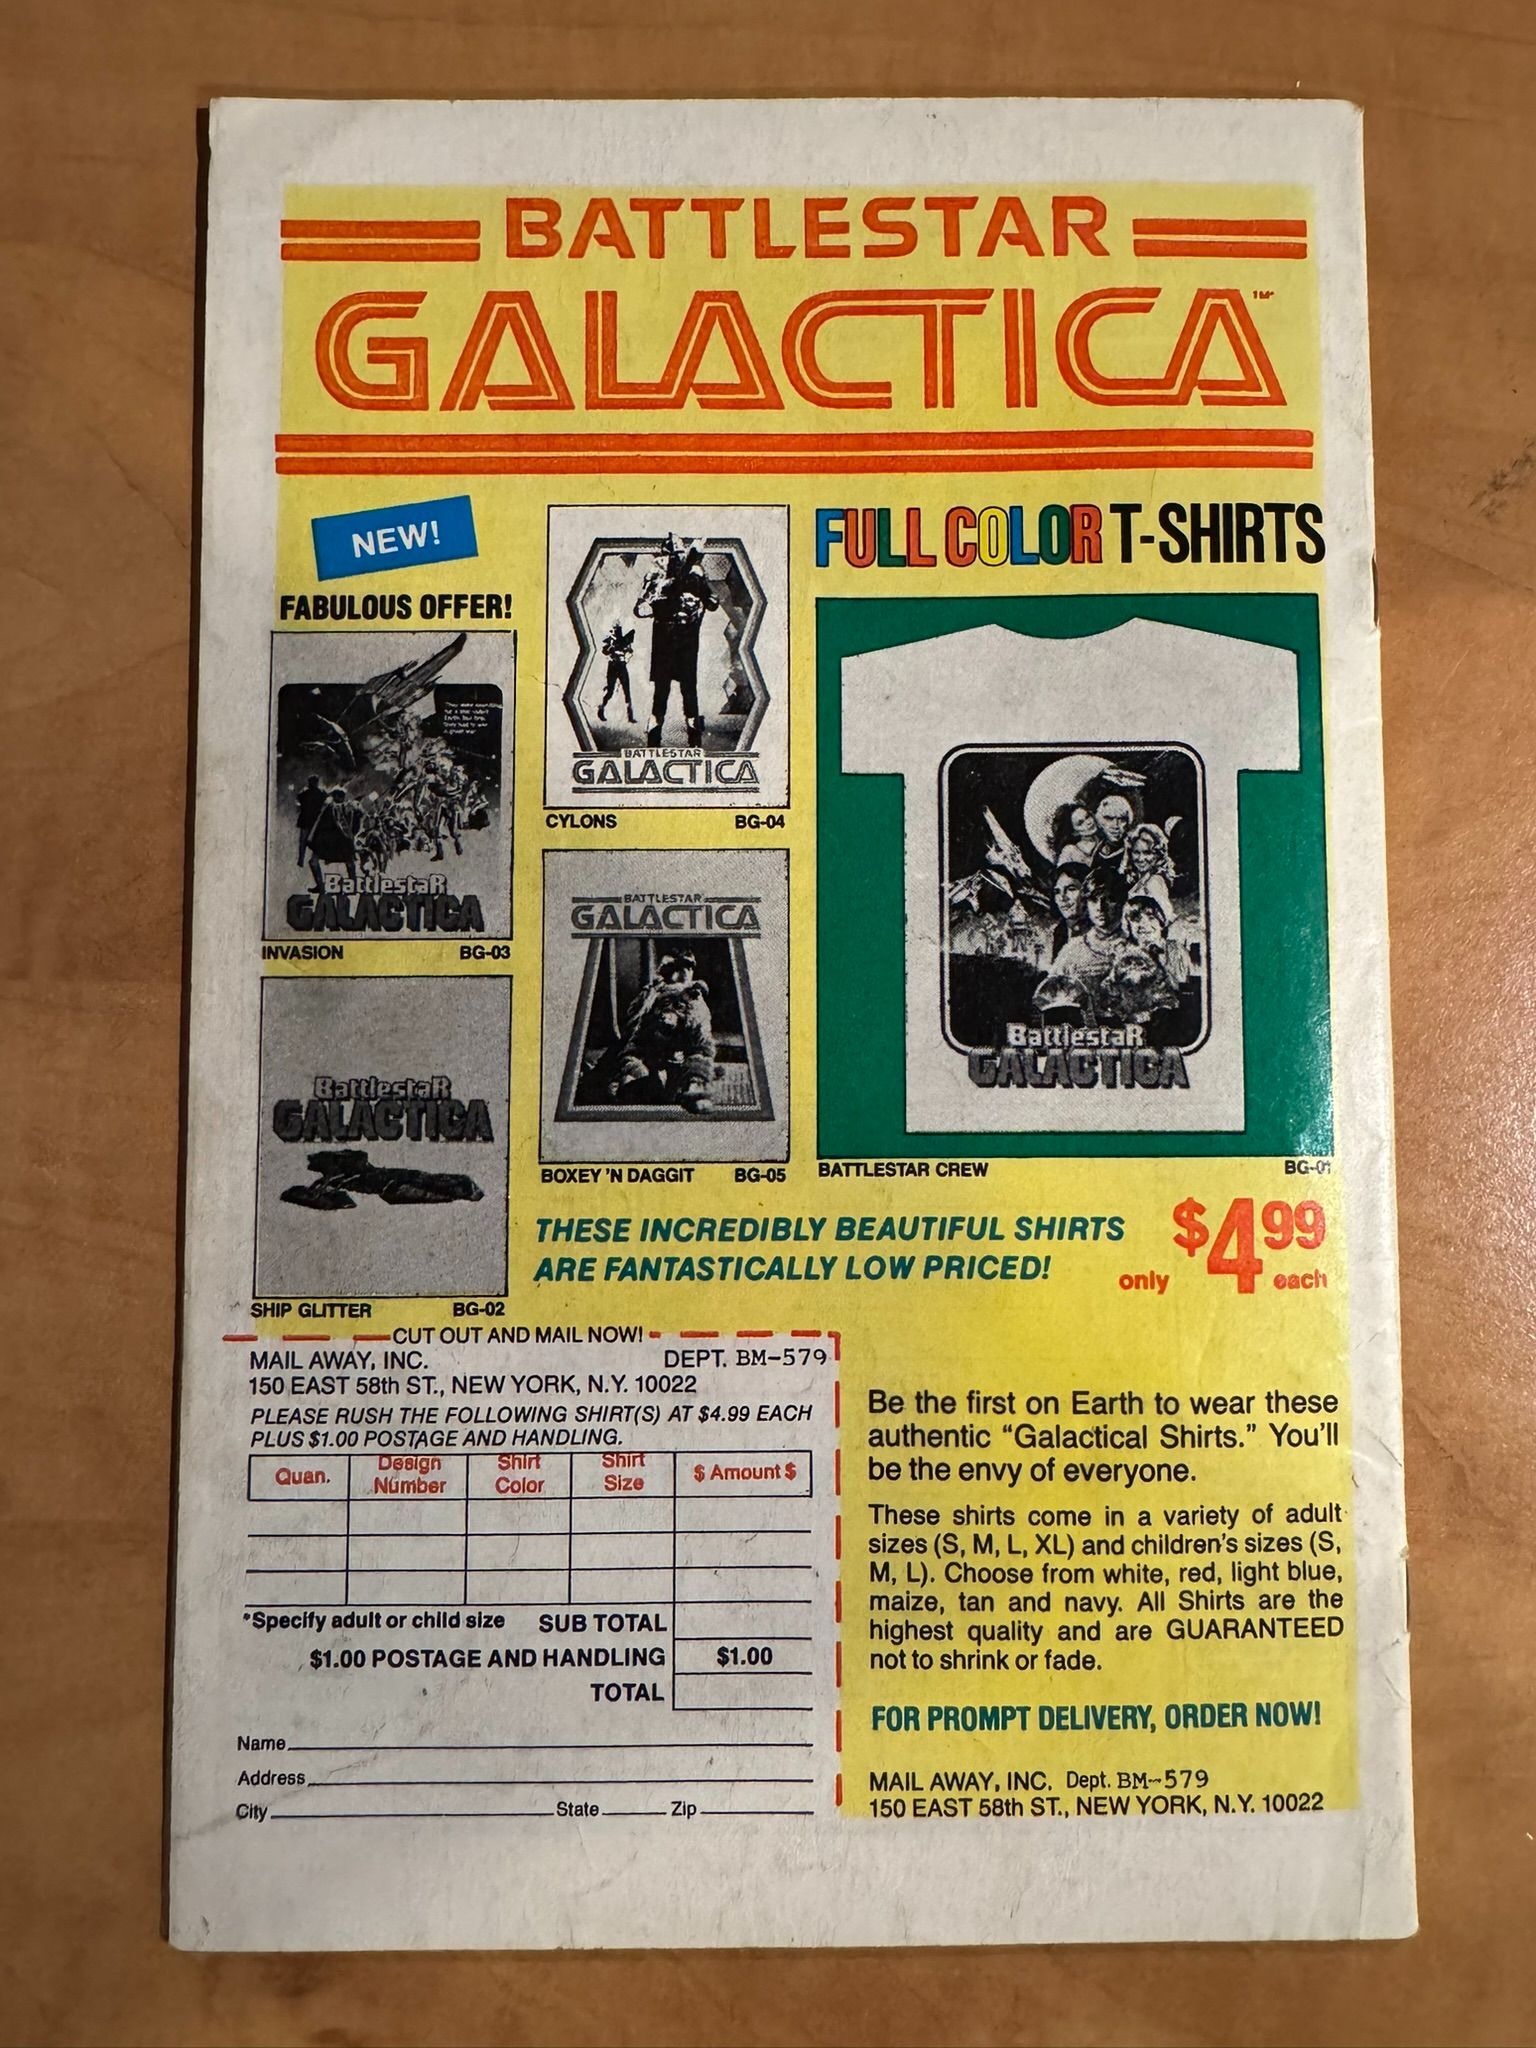 BATTLESTAR
GALACTICA™
NEW!
FABULOUS OFFER!
FULL COLOR T-SHIRTS
Battlestar
GALACTICA
INVASION BG-03
BATTLESTAR
GALACTICA
CYLONS BG-04
Battlestar
GALACTICA
SHIP GLITTER BG-02
BATTLESTAR
GALACTICA
BOXEY 'N DAGGIT BG-05
Battlestar
GALACTICA
BATTLESTAR CREW BG-01
THESE INCREDIBLY BEAUTIFUL SHIRTS
ARE FANTASTICALLY LOW PRICED!
only $4.99 each
CUT OUT AND MAIL NOW!
MAIL AWAY, INC. DEPT. BM-579
150 EAST 58th ST., NEW YORK, N.Y. 10022
PLEASE RUSH THE FOLLOWING SHIRT(S) AT $4.99 EACH
PLUS $1.00 POSTAGE AND HANDLING.
Quan. Design Number Shirt Color Shirt Size $ Amount $
*Specify adult or child size SUB TOTAL
$1.00 POSTAGE AND HANDLING $1.00
TOTAL
Name
Address
City State Zip
Be the first on Earth to wear these
authentic “Galactical Shirts.” You’ll
be the envy of everyone.
These shirts come in a variety of adult
sizes (S, M, L, XL) and children’s sizes (S,
M, L). Choose from white, red, light blue,
maize, tan and navy. All Shirts are the
highest quality and are GUARANTEED
not to shrink or fade.
FOR PROMPT DELIVERY, ORDER NOW!
MAIL AWAY, INC. Dept. BM-579
150 EAST 58th ST., NEW YORK, N.Y. 10022